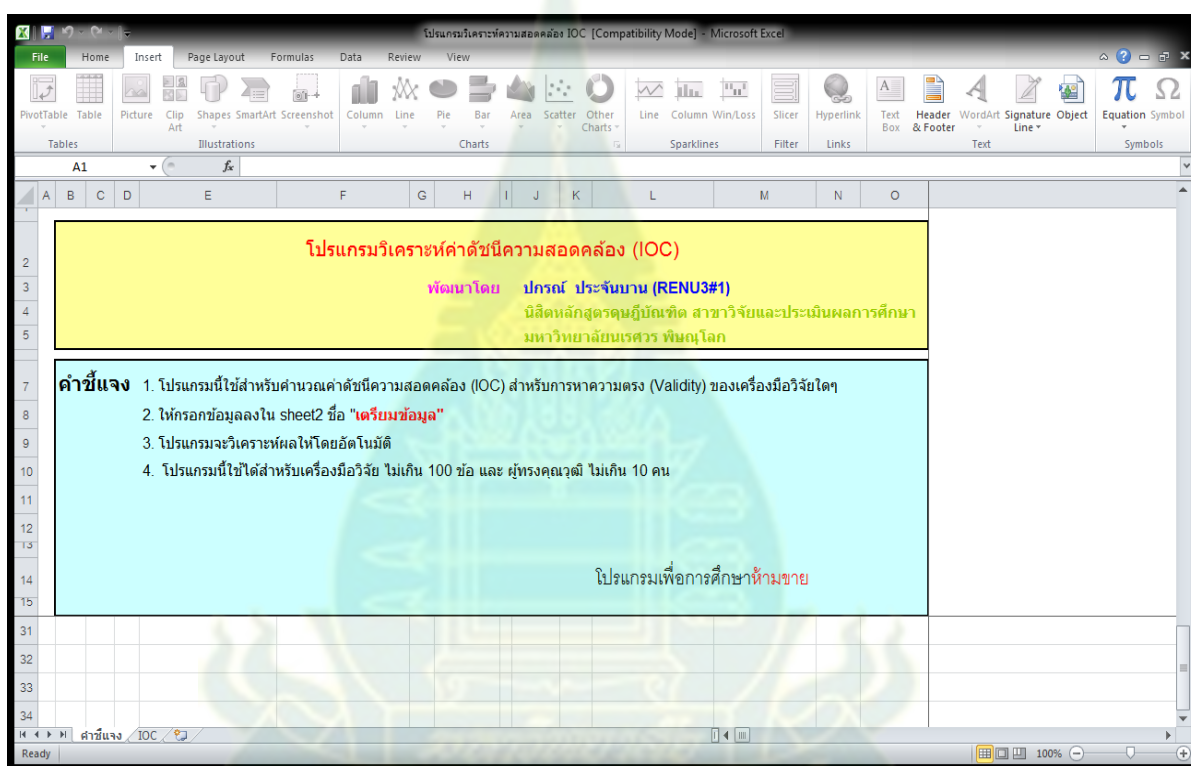 โปรแกรมวิเคราะห์ความสอดคล้อง IOC [Compatibility Mode] - Microsoft Excel
File Home Insert Page Layout Formulas Data Review View
PivotTable Table Picture Clip Art Shapes SmartArt Screenshot Column Line Pie Bar Area Scatter Other Charts Line Column Win/Loss Slicer Hyperlink Text Box Header & Footer WordArt Signature Line Object Equation Symbol
Tables Illustrations Charts Sparklines Filter Links Text Symbols
A1 fx
A B C D E F G H I J K L M N O
2 โปรแกรมวิเคราะห์ค่าดัชนีความสอดคล้อง (IOC)
3 พัฒนาโดย ปกรณ์ ประจันบาน (RENU3#1)
4 นิสิตหลักสูตรดุษฎีบัณฑิต สาขาวิจัยและประเมินผลการศึกษา
5 มหาวิทยาลัยนเรศวร พิษณุโลก
7 คำชี้แจง 1. โปรแกรมนี้ใช้สำหรับคำนวณค่าดัชนีความสอดคล้อง (IOC) สำหรับการหาความตรง (Validity) ของเครื่องมือวิจัยใดๆ
8 2. ให้กรอกข้อมูลลงใน sheet2 ชื่อ "เตรียมข้อมูล"
9 3. โปรแกรมจะวิเคราะห์ผลให้โดยอัตโนมัติ
10 4. โปรแกรมนี้ใช้ได้สำหรับเครื่องมือวิจัย ไม่เกิน 100 ข้อ และ ผู้ทรงคุณวุฒิ ไม่เกิน 10 คน
11
12
13
14 โปรแกรมเพื่อการศึกษาห้ามขาย
15
31
32
33
34
คำชี้แจง IOC
Ready 100%